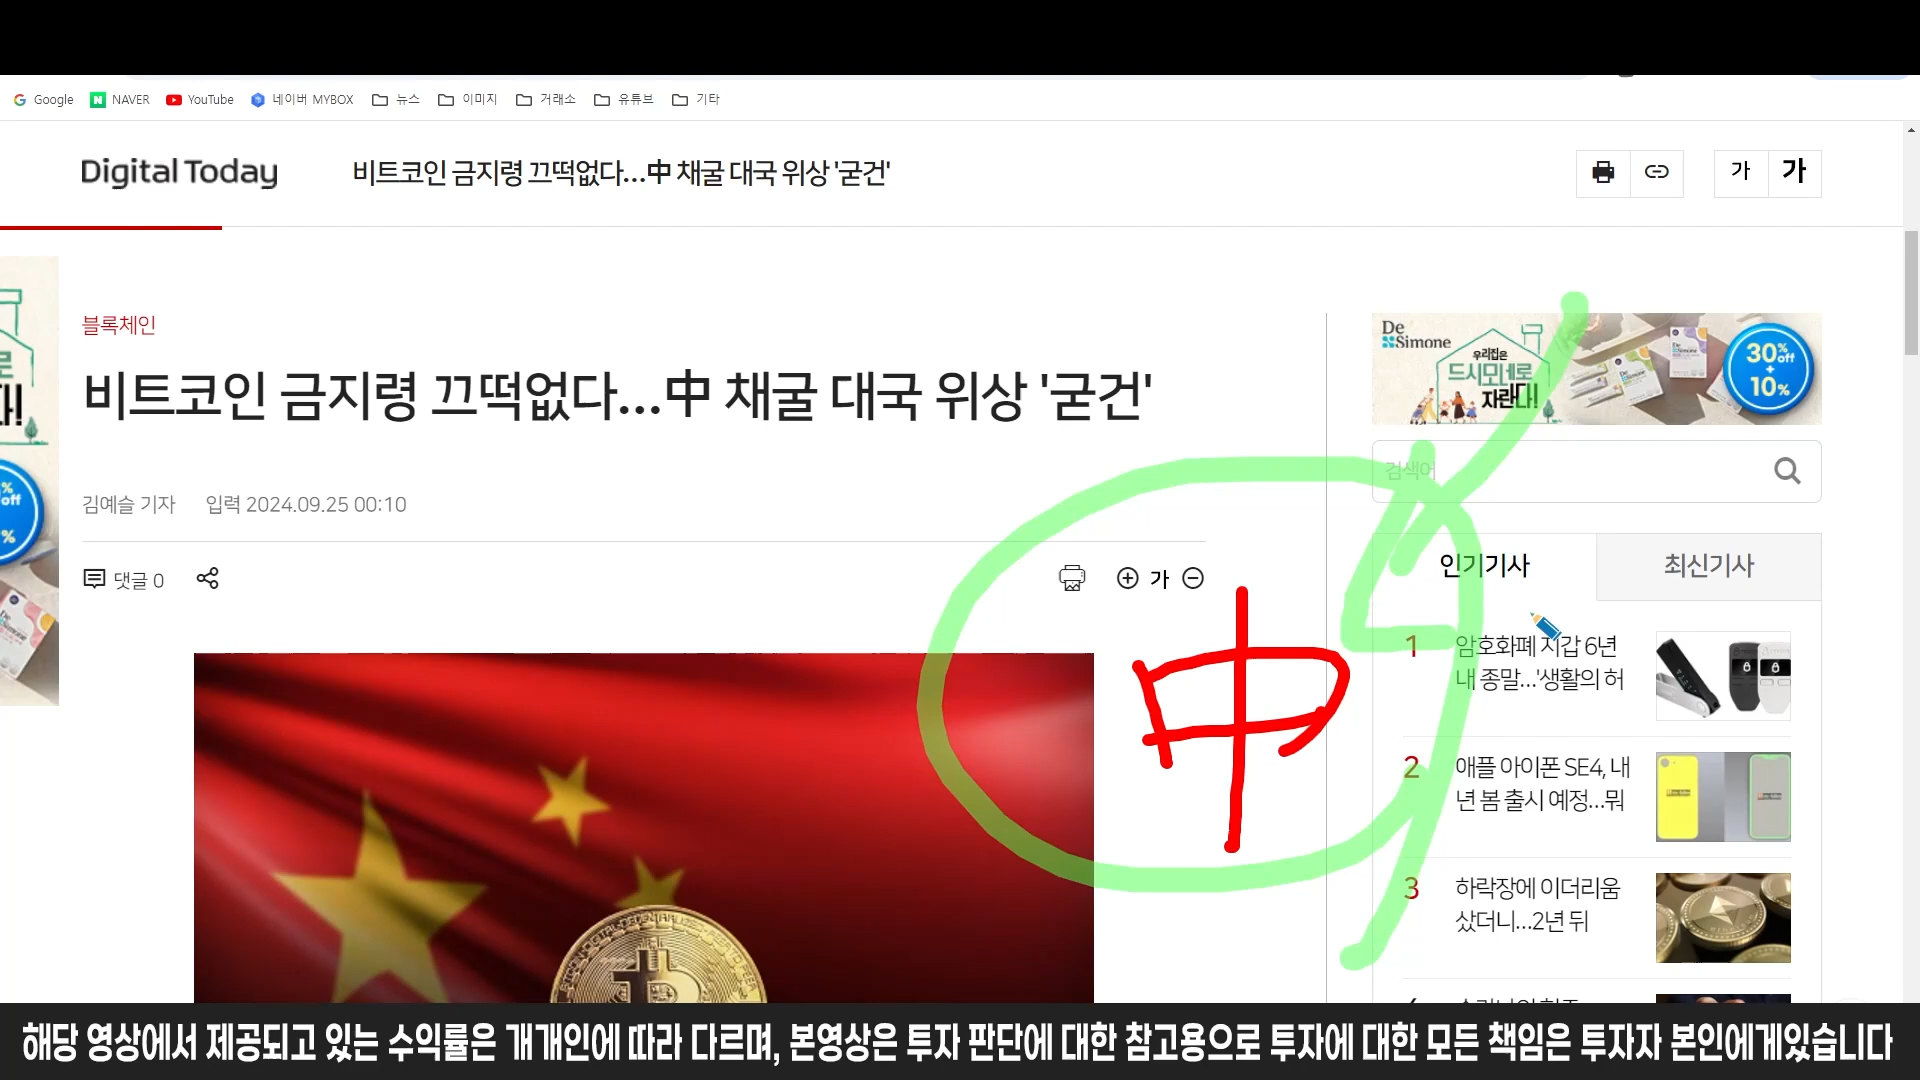 Google NAVER YouTube 네이버 MYBOX 뉴스 이미지 거래소 유튜브 기타
Digital Today
비트코인 금지령 끄떡없다...中 채굴 대국 위상 '굳건'
가 가
블록체인
비트코인 금지령 끄떡없다...中 채굴 대국 위상 '굳건'
김예슬 기자 입력 2024.09.25 00:10
댓글 0
가
中
De Simone
우리집은
드시모네로
자란다!
30% off
+
10%
검색어
인기기사 최신기사
1 암호화폐 지갑 6년
내 종말...'생활의 허
2 애플 아이폰 SE4, 내
년 봄 출시 예정...뭐
3 하락장에 이더리움
샀더니...2년 뒤
해당 영상에서 제공되고 있는 수익률은 개개인에 따라 다르며, 본영상은 투자 판단에 대한 참고용으로 투자에 대한 모든 책임은 투자자 본인에게있습니다